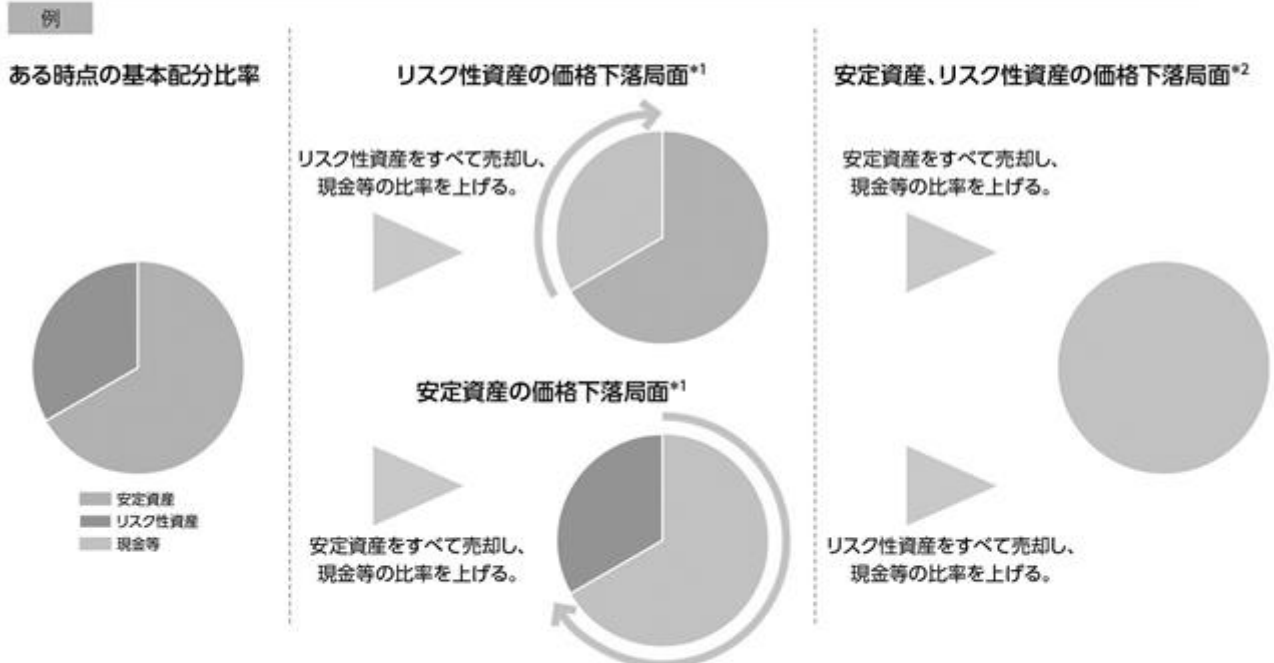 例
ある時点の基本配分比率
安定資産
リスク性資産
現金等
リスク性資産の価格下落局面*1
リスク性資産をすべて売却し、
現金等の比率を上げる。
安定資産の価格下落局面*1
安定資産をすべて売却し、
現金等の比率を上げる。
安定資産、リスク性資産の価格下落局面*2
安定資産をすべて売却し、
現金等の比率を上げる。
リスク性資産をすべて売却し、
現金等の比率を上げる。